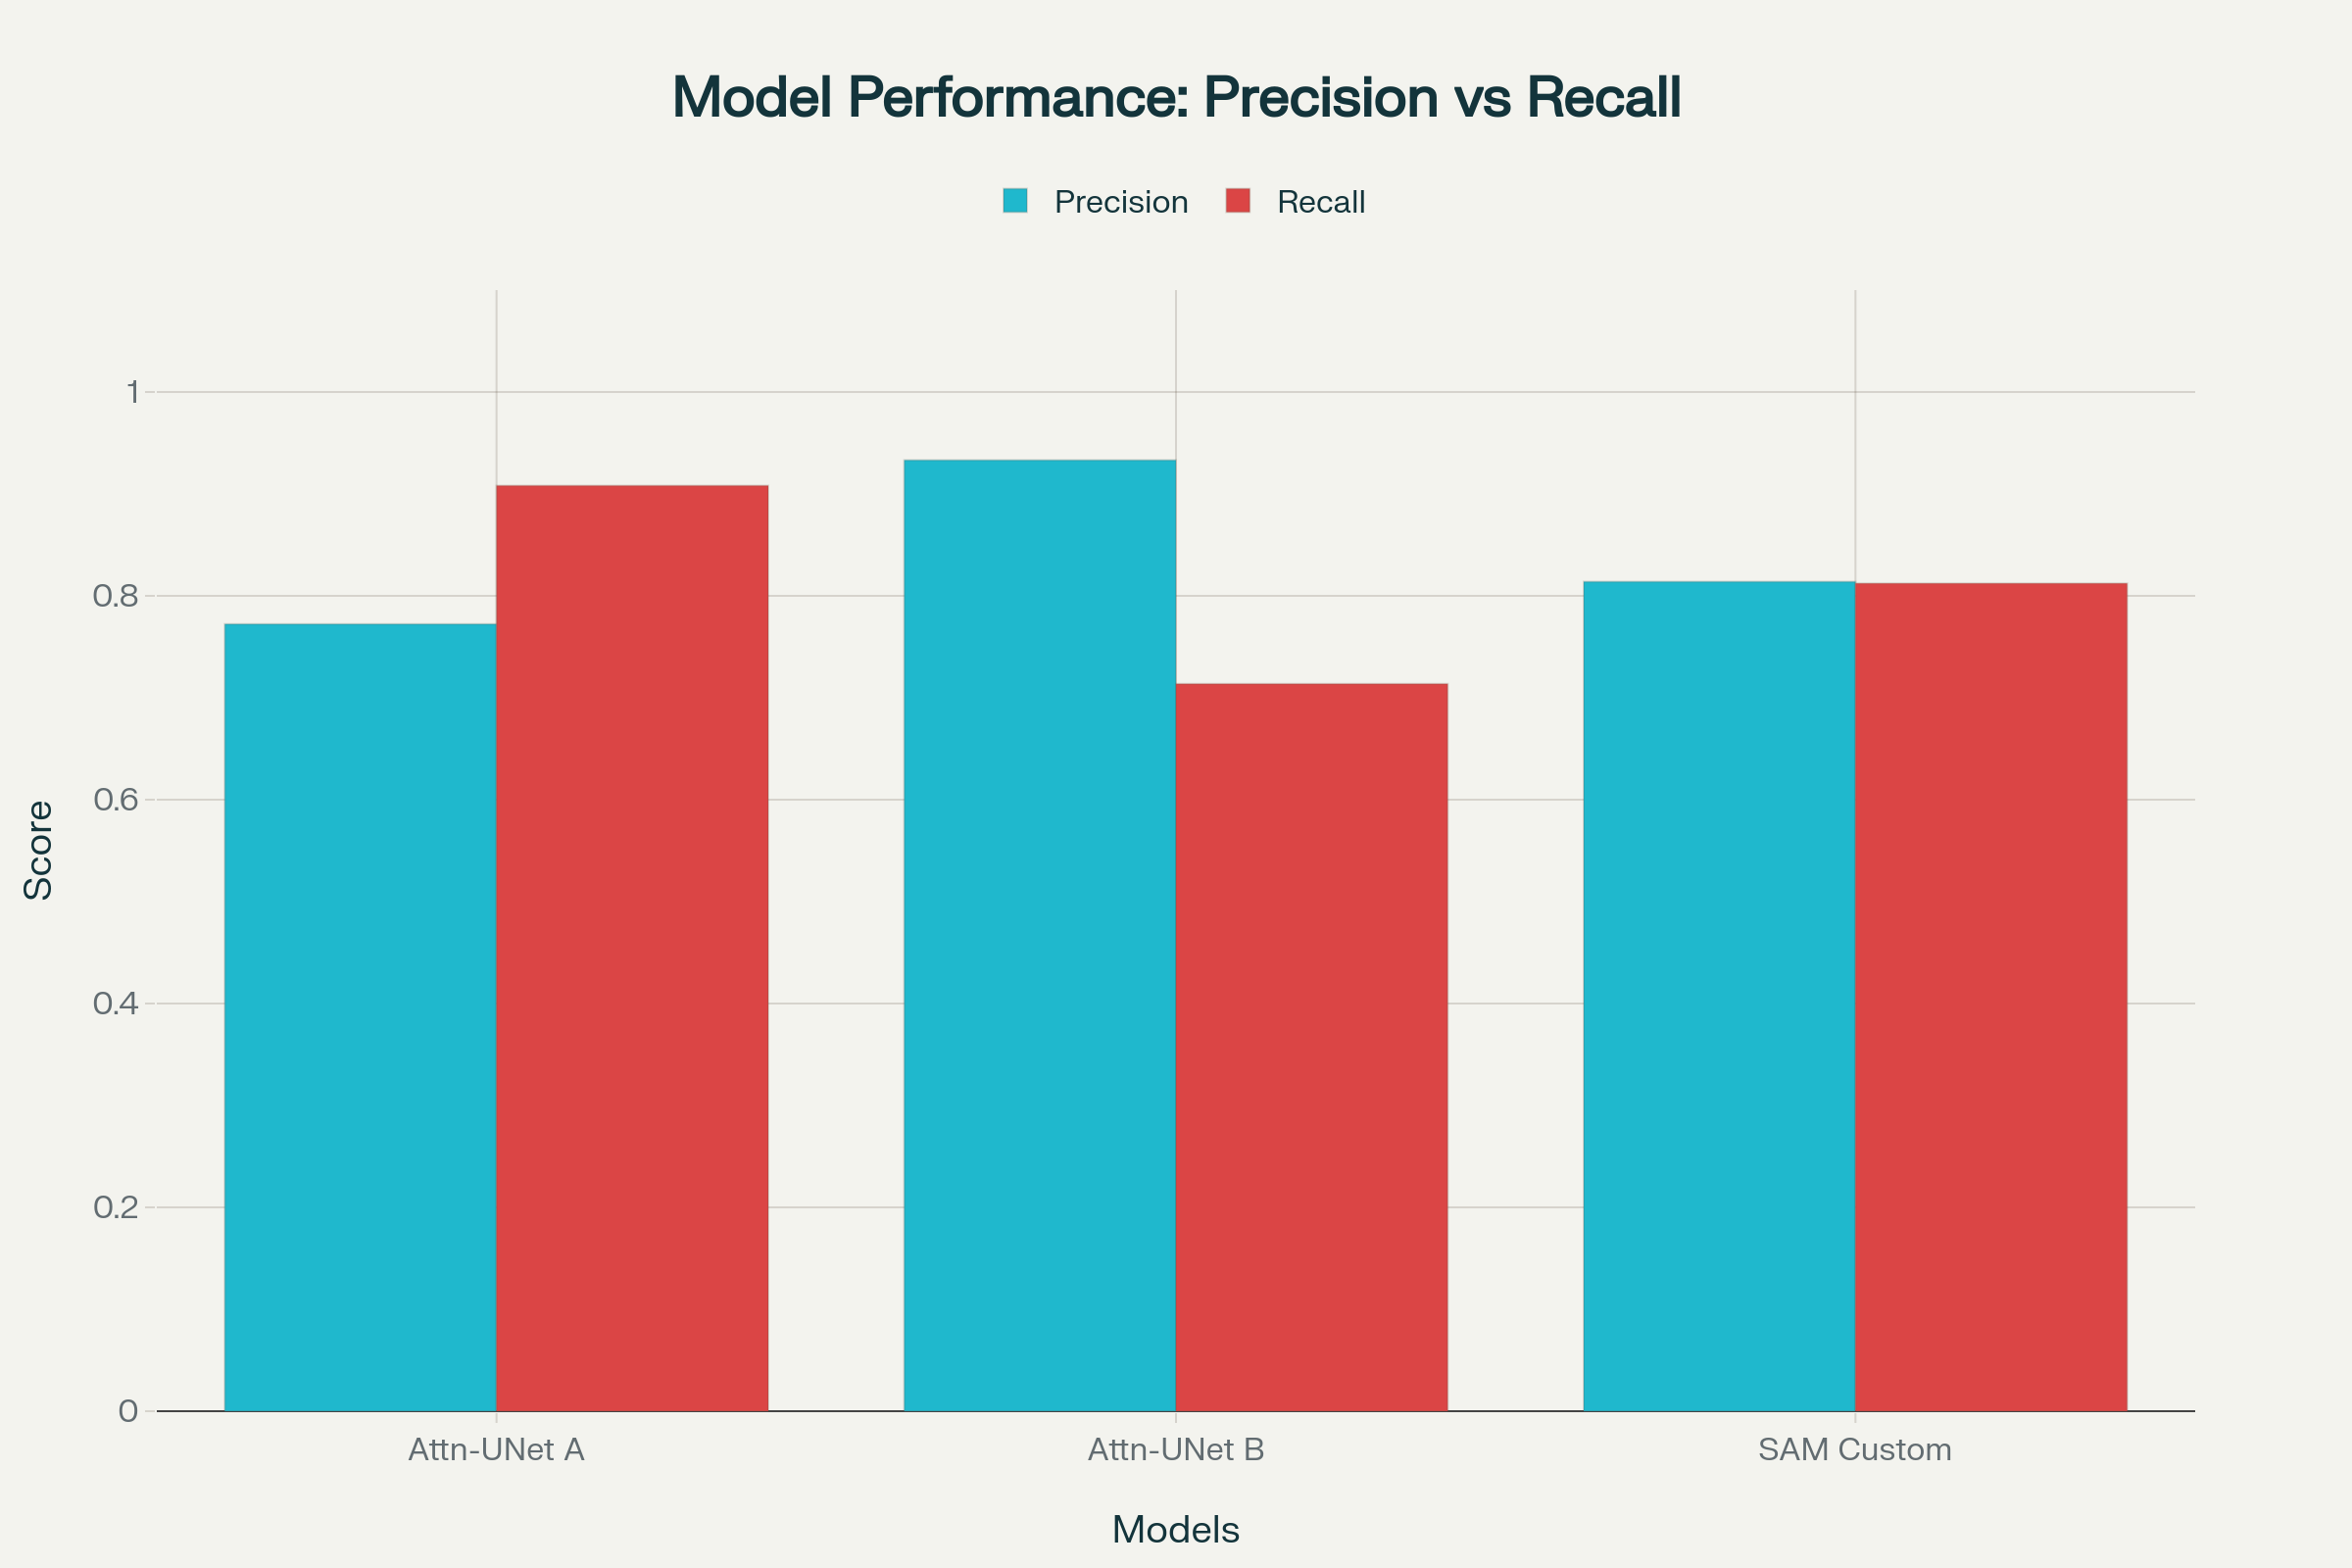 Model Performance: Precision vs Recall
Precision
Recall
1
0.8
0.6
0.4
0.2
0
Score
Attn-UNet A
Attn-UNet B
SAM Custom
Models